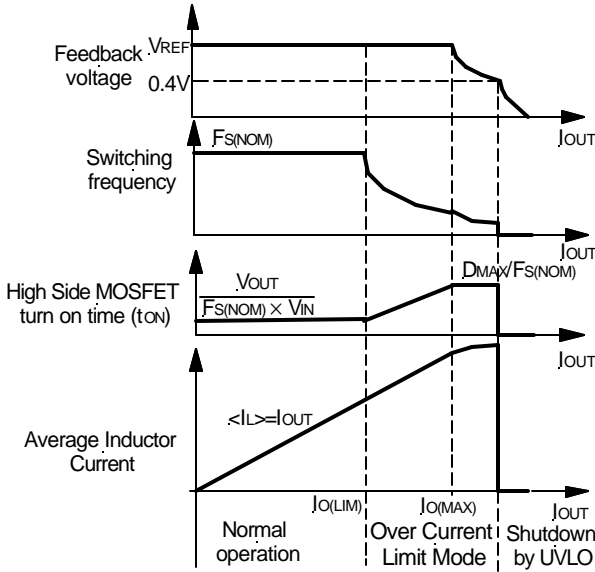 Feedback
voltage
VREF
0.4V
IOUT
Switching
frequency
FS(NOM)
IOUT
High Side MOSFET
turn on time (tON)
VOUT
FS(NOM) × VIN
DMAX/FS(NOM)
IOUT
Average Inductor
Current
<IL>=IOUT
IO(LIM)
IO(MAX)
IOUT
Normal
operation
Over Current
Limit Mode
Shutdown
by UVLO